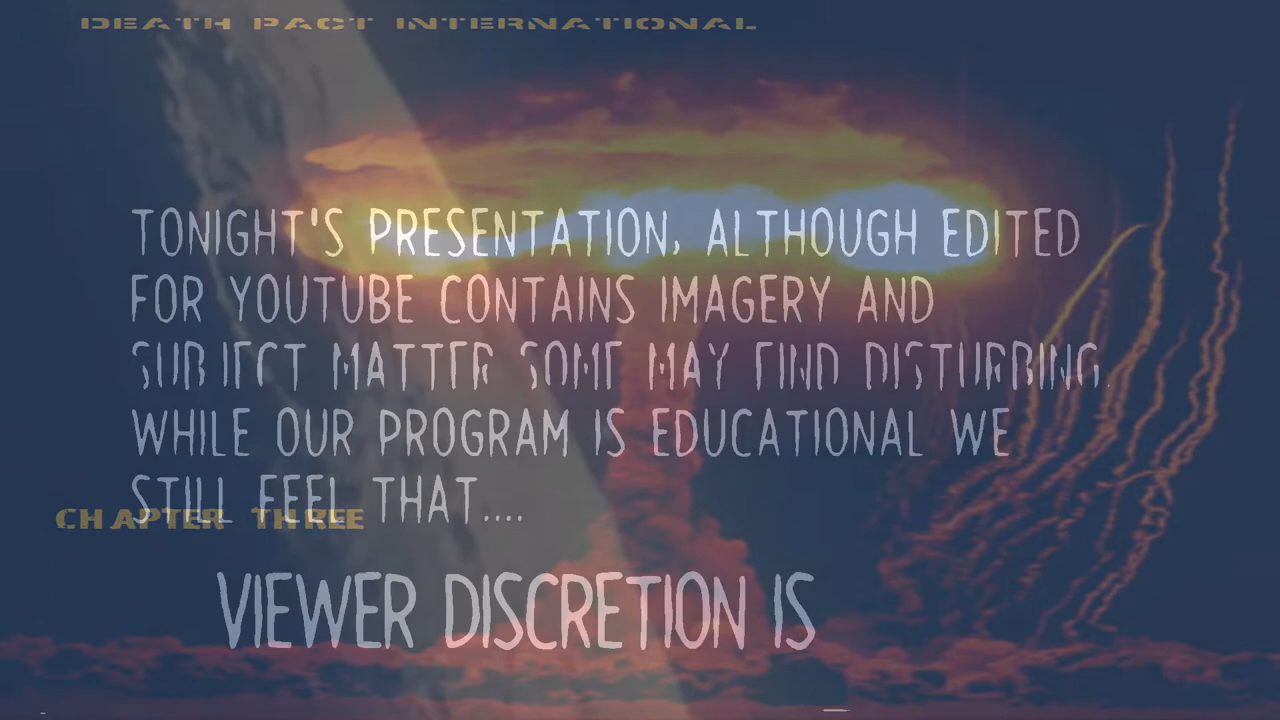 DEATH PACT INTERNATIONAL
TONIGHT'S PRESENTATION, ALTHOUGH EDITED
FOR YOUTUBE CONTAINS IMAGERY AND
SUBJECT MATTER SOME MAY FIND DISTURBING.
WHILE OUR PROGRAM IS EDUCATIONAL WE
STILL FEEL THAT....
CHAPTER THREE
VIEWER DISCRETION IS